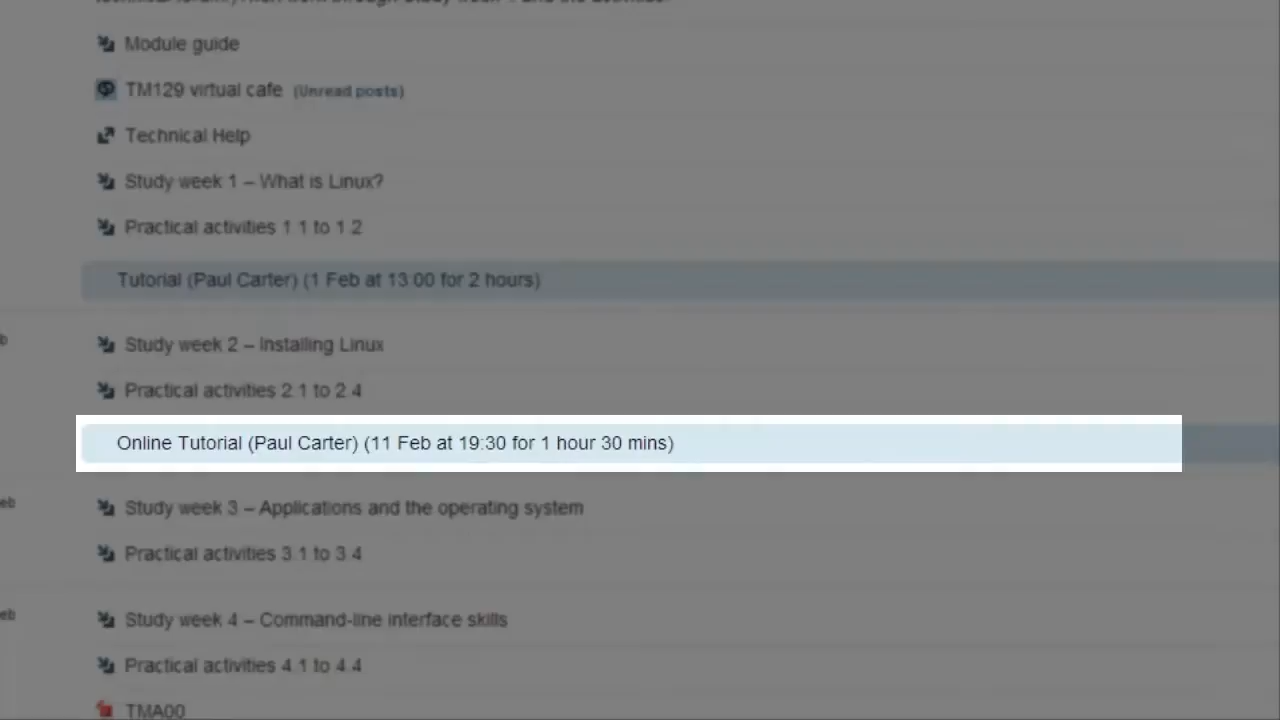 Module guide
TM129 virtual cafe (Unread posts)
Technical Help
Study week 1 – What is Linux?
Practical activities 1.1 to 1.2
Tutorial (Paul Carter) (1 Feb at 13:00 for 2 hours)
Study week 2 – Installing Linux
Practical activities 2.1 to 2.4
Online Tutorial (Paul Carter) (11 Feb at 19:30 for 1 hour 30 mins)
eb
Study week 3 – Applications and the operating system
Practical activities 3.1 to 3.4
eb
Study week 4 – Command-line interface skills
Practical activities 4.1 to 4.4
TMA00